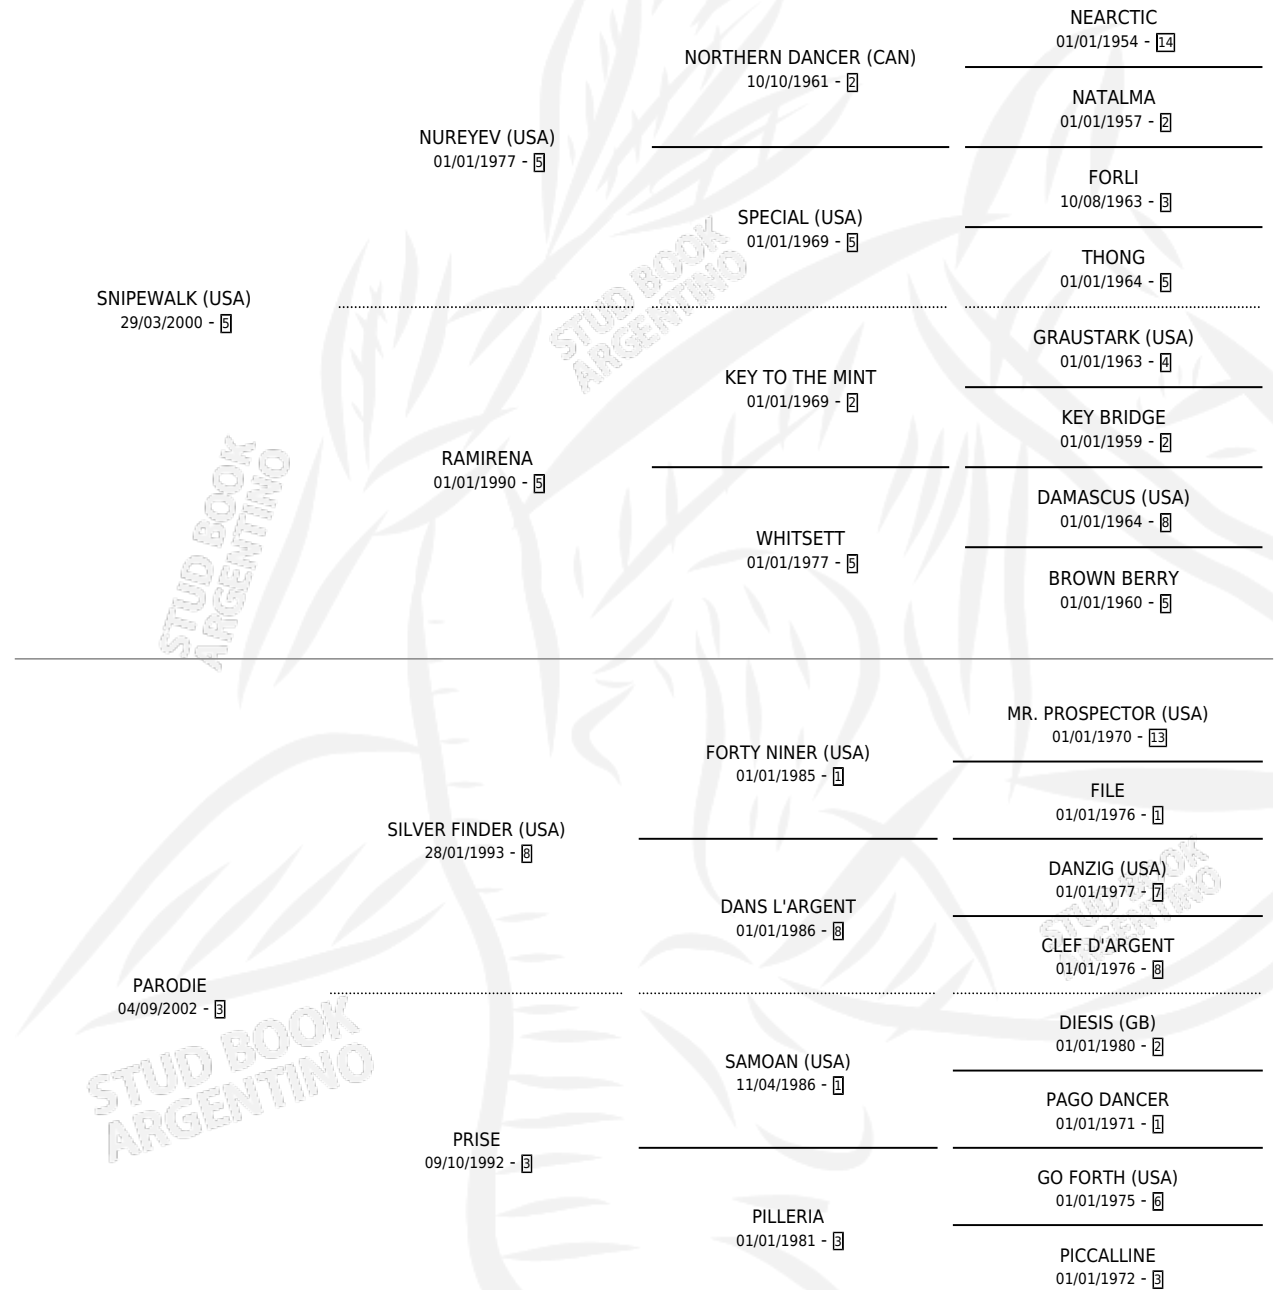 NEARCTIC
01/01/1954 - 14
NORTHERN DANCER (CAN)
10/10/1961 - 2
NATALMA
01/01/1957 - 2
NUREYEV (USA)
01/01/1977 - 5
FORLI
10/08/1963 - 3
SPECIAL (USA)
01/01/1969 - 5
THONG
01/01/1964 - 5
SNIPEWALK (USA)
29/03/2000 - 5
GRAUSTARK (USA)
01/01/1963 - 4
KEY TO THE MINT
01/01/1969 - 2
KEY BRIDGE
01/01/1959 - 2
RAMIRENA
01/01/1990 - 5
DAMASCUS (USA)
01/01/1964 - 8
WHITSETT
01/01/1977 - 5
BROWN BERRY
01/01/1960 - 5
MR. PROSPECTOR (USA)
01/01/1970 - 13
FORTY NINER (USA)
01/01/1985 - 1
FILE
01/01/1976 - 1
SILVER FINDER (USA)
28/01/1993 - 8
DANZIG (USA)
01/01/1977 - 7
DANS L'ARGENT
01/01/1986 - 8
CLEF D'ARGENT
01/01/1976 - 8
PARODIE
04/09/2002 - 3
DIESIS (GB)
01/01/1980 - 2
SAMOAN (USA)
11/04/1986 - 1
PAGO DANCER
01/01/1971 - 1
PRISE
09/10/1992 - 3
GO FORTH (USA)
01/01/1975 - 6
PILLERIA
01/01/1981 - 3
PICCALLINE
01/01/1972 - 3
STUD BOOK
ARGENTINO
STUD BOOK
ARGENTINO
STUD BOOK
ARGENTINO
STUD BOOK
ARGENTINO